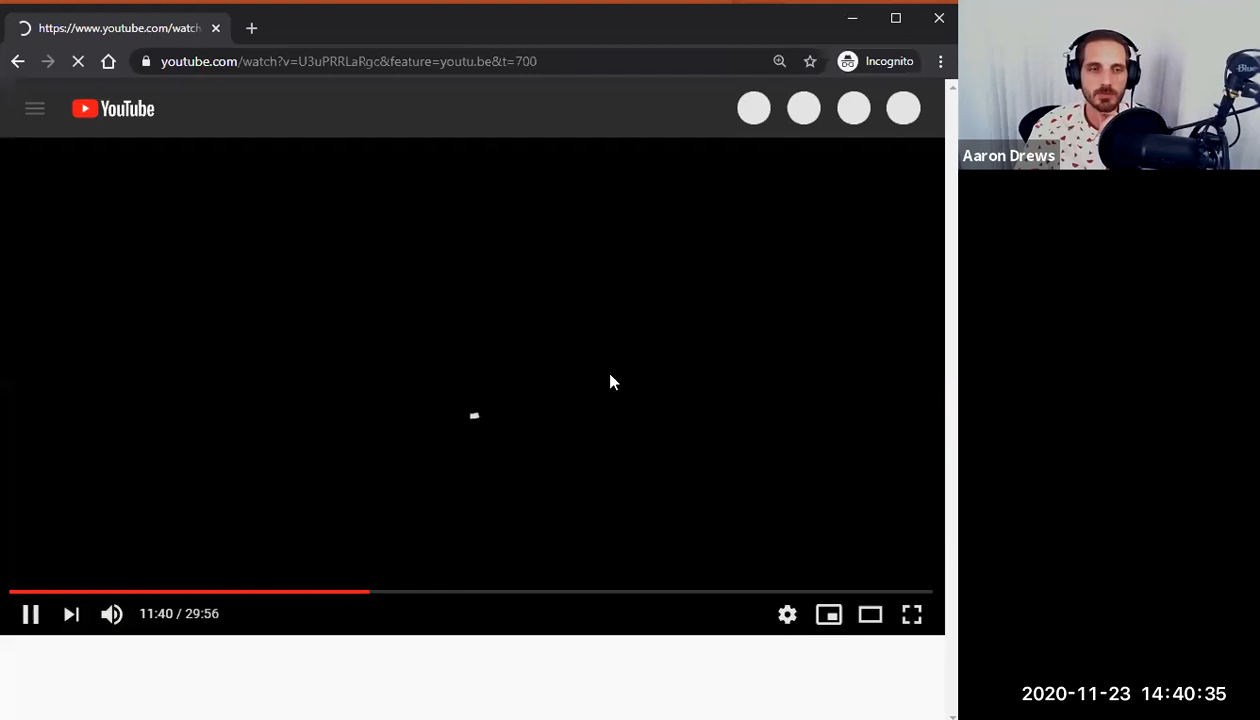 https://www.youtube.com/watch
youtube.com/watch?v=U3uPRRLaRgc&feature=youtu.be&t=700
Incognito
YouTube
Blue
Aaron Drews
11:40 / 29:56
2020-11-23 14:40:35